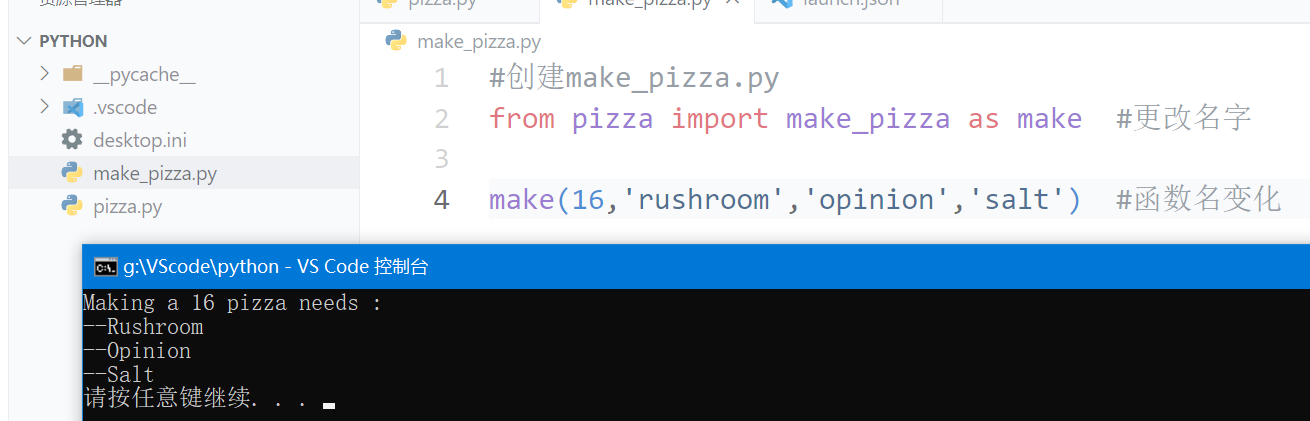 资源管理器
PYTHON
__pycache__
.vscode
desktop.ini
make_pizza.py
pizza.py
pizza.py make_pizza.py launch.json
make_pizza.py
1 #创建make_pizza.py
2 from pizza import make_pizza as make #更改名字
3
4 make(16,'rushroom','opinion','salt') #函数名变化
g:\VScode\python - VS Code 控制台
Making a 16 pizza needs :
--Rushroom
--Opinion
--Salt
请按任意键继续. . .